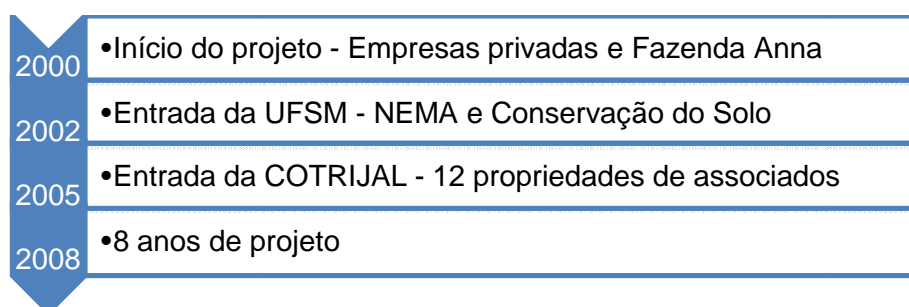 2000
•Início do projeto - Empresas privadas e Fazenda Anna
2002
•Entrada da UFSM - NEMA e Conservação do Solo
2005
•Entrada da COTRIJAL - 12 propriedades de associados
2008
•8 anos de projeto